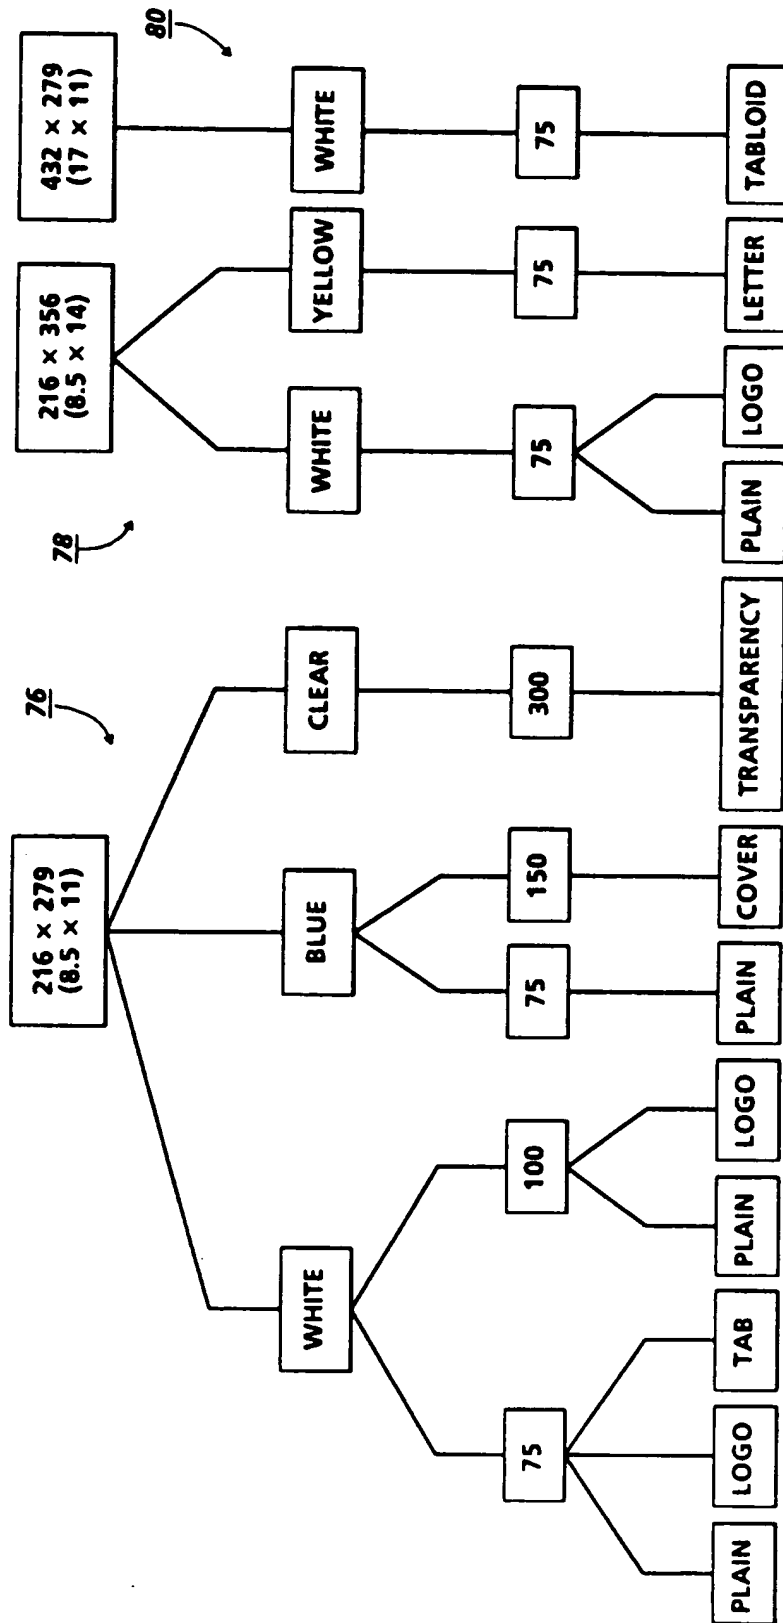 76
78
80
216 × 279
(8.5 × 11)
216 × 356
(8.5 × 14)
432 × 279
(17 × 11)
WHITE
BLUE
CLEAR
WHITE
YELLOW
WHITE
75
100
75
150
300
75
75
75
PLAIN
LOGO
TAB
PLAIN
LOGO
PLAIN
COVER
TRANSPARENCY
PLAIN
LOGO
LETTER
TABLOID